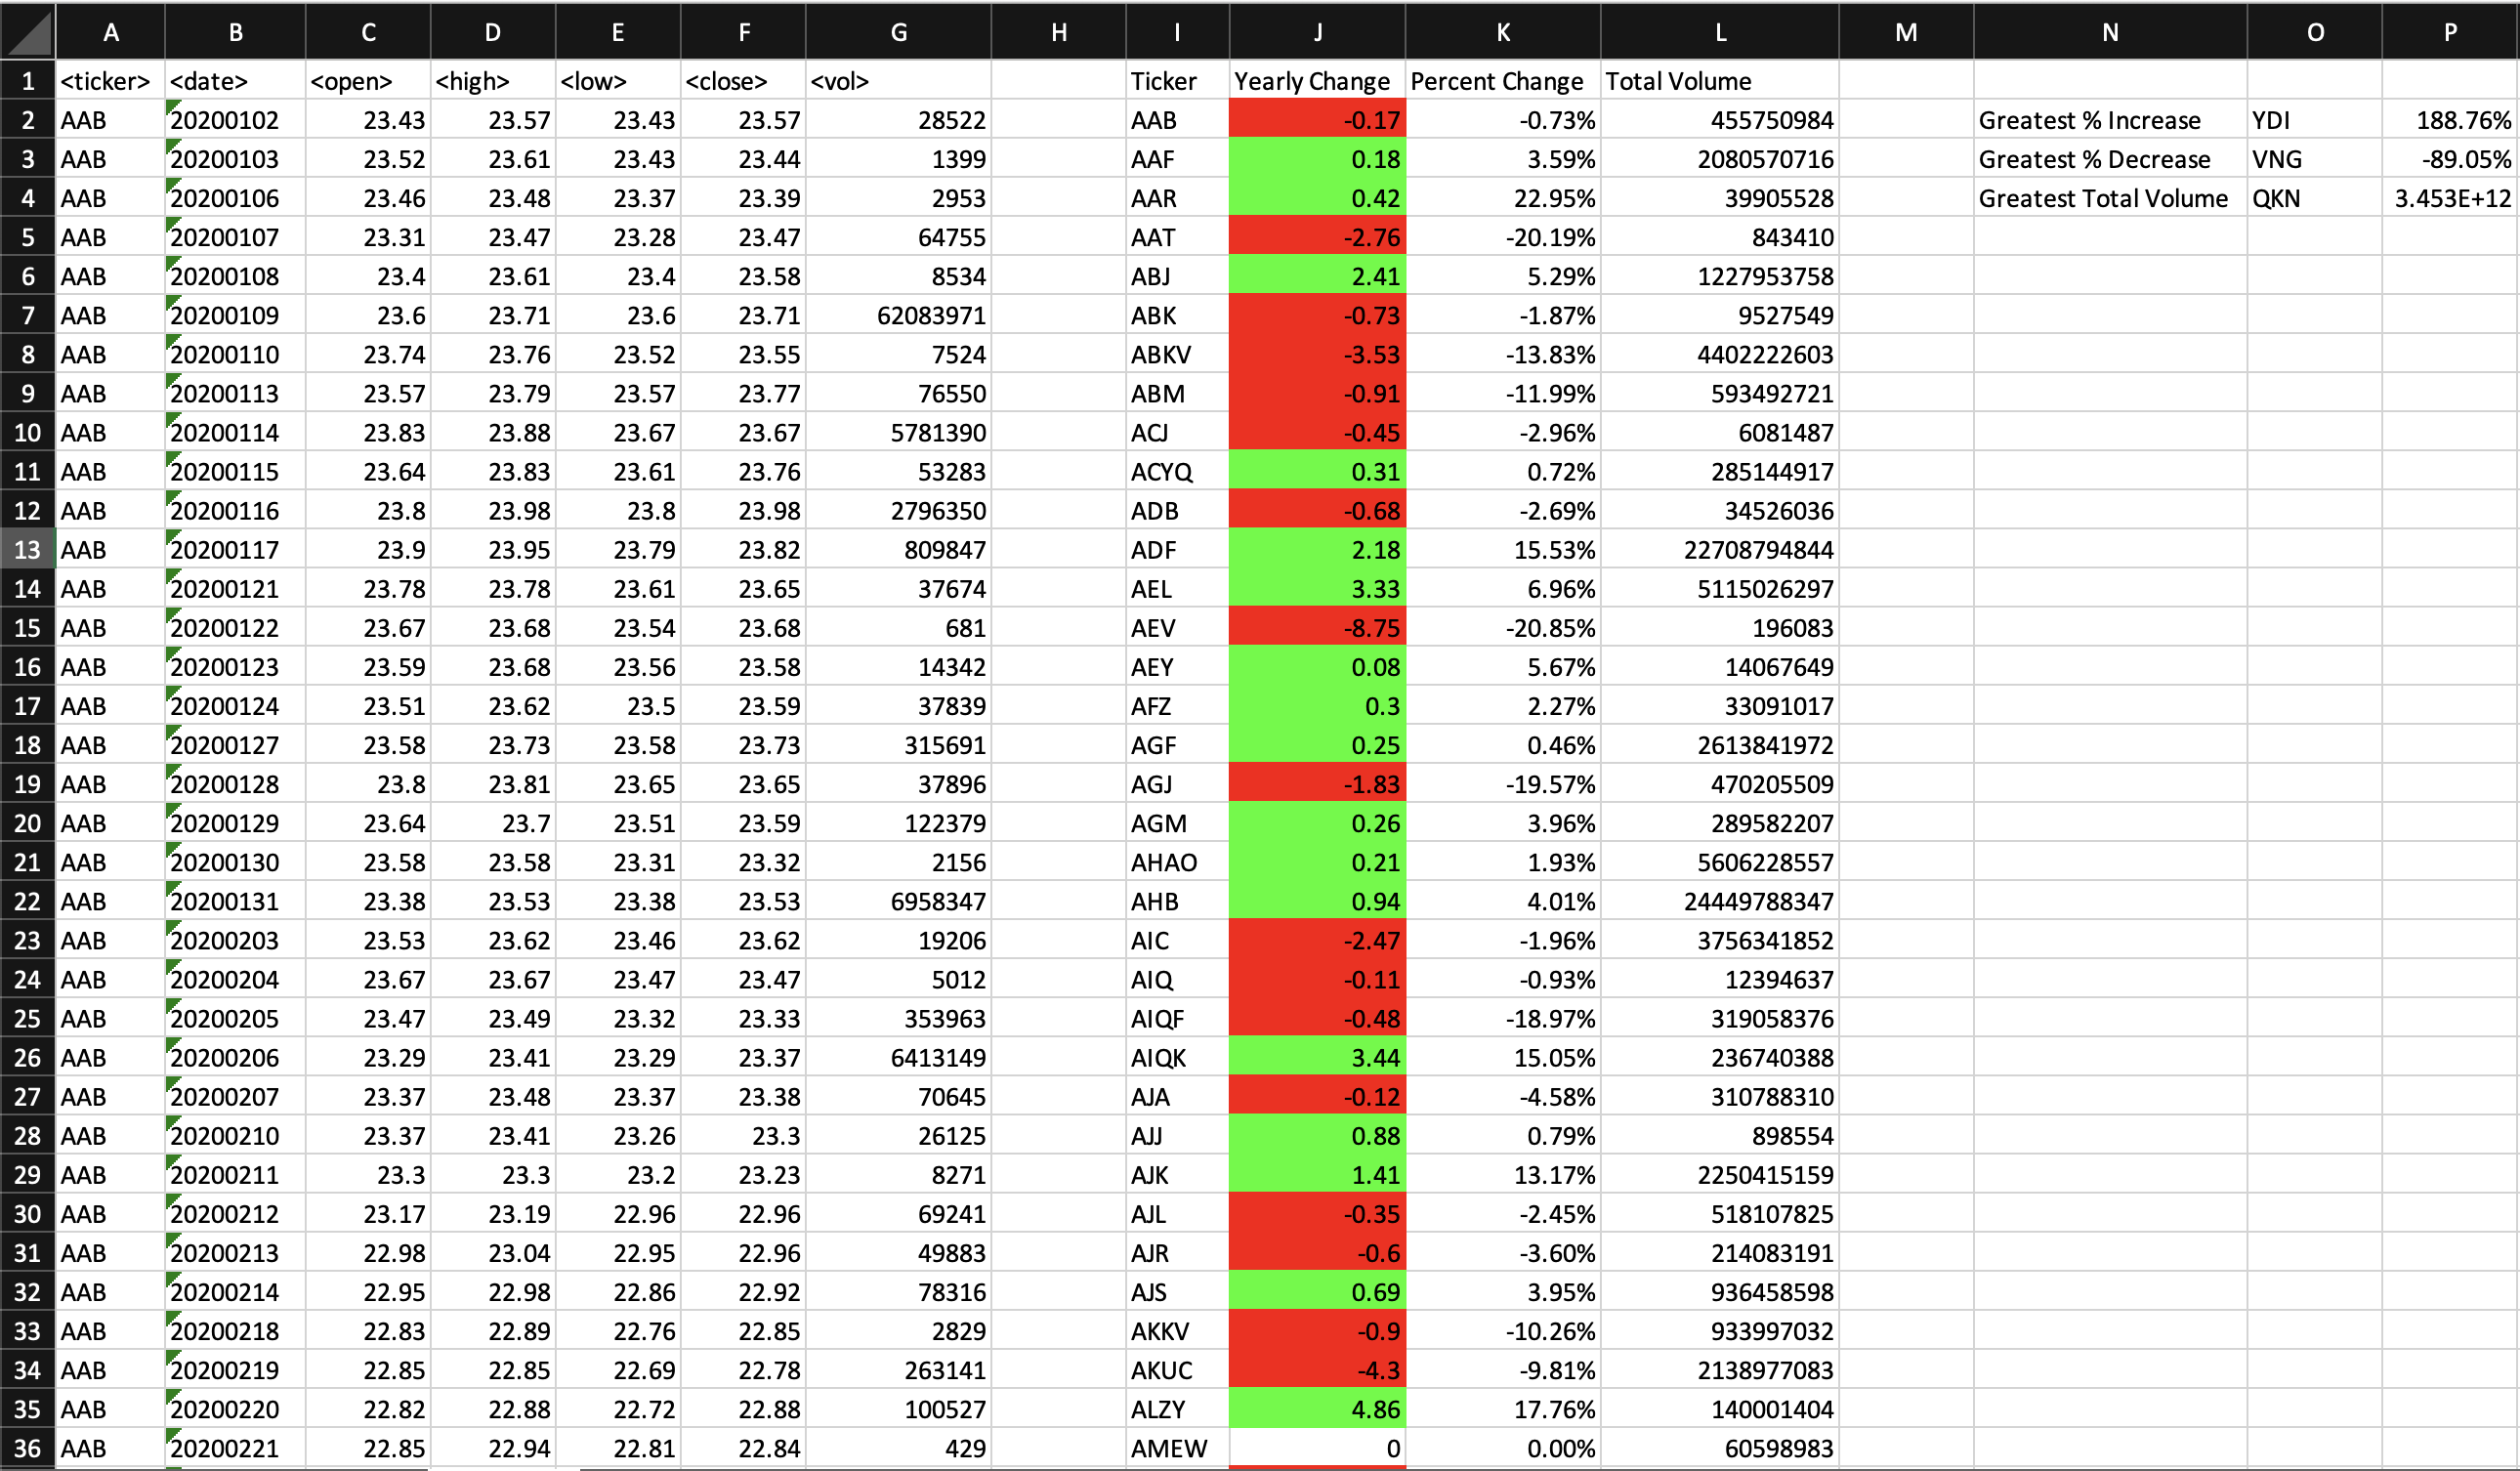 A B C D E F G H I J K L M N O P
1 <ticker> <date> <open> <high> <low> <close> <vol> Ticker Yearly Change Percent Change Total Volume
2 AAB 20200102 23.43 23.57 23.43 23.57 28522 AAB -0.17 -0.73% 455750984 Greatest % Increase YDI 188.76%
3 AAB 20200103 23.52 23.61 23.43 23.44 1399 AAF 0.18 3.59% 2080570716 Greatest % Decrease VNG -89.05%
4 AAB 20200106 23.46 23.48 23.37 23.39 2953 AAR 0.42 22.95% 39905528 Greatest Total Volume QKN 3.453E+12
5 AAB 20200107 23.31 23.47 23.28 23.47 64755 AAT -2.76 -20.19% 843410
6 AAB 20200108 23.4 23.61 23.4 23.58 8534 ABJ 2.41 5.29% 1227953758
7 AAB 20200109 23.6 23.71 23.6 23.71 62083971 ABK -0.73 -1.87% 9527549
8 AAB 20200110 23.74 23.76 23.52 23.55 7524 ABKV -3.53 -13.83% 4402222603
9 AAB 20200113 23.57 23.79 23.57 23.77 76550 ABM -0.91 -11.99% 593492721
10 AAB 20200114 23.83 23.88 23.67 23.67 5781390 ACJ -0.45 -2.96% 6081487
11 AAB 20200115 23.64 23.83 23.61 23.76 53283 ACYQ 0.31 0.72% 285144917
12 AAB 20200116 23.8 23.98 23.8 23.98 2796350 ADB -0.68 -2.69% 34526036
13 AAB 20200117 23.9 23.95 23.79 23.82 809847 ADF 2.18 15.53% 22708794844
14 AAB 20200121 23.78 23.78 23.61 23.65 37674 AEL 3.33 6.96% 5115026297
15 AAB 20200122 23.67 23.68 23.54 23.68 681 AEV -8.75 -20.85% 196083
16 AAB 20200123 23.59 23.68 23.56 23.58 14342 AEY 0.08 5.67% 14067649
17 AAB 20200124 23.51 23.62 23.5 23.59 37839 AFZ 0.3 2.27% 33091017
18 AAB 20200127 23.58 23.73 23.58 23.73 315691 AGF 0.25 0.46% 2613841972
19 AAB 20200128 23.8 23.81 23.65 23.65 37896 AGJ -1.83 -19.57% 470205509
20 AAB 20200129 23.64 23.7 23.51 23.59 122379 AGM 0.26 3.96% 289582207
21 AAB 20200130 23.58 23.58 23.31 23.32 2156 AHAO 0.21 1.93% 5606228557
22 AAB 20200131 23.38 23.53 23.38 23.53 6958347 AHB 0.94 4.01% 24449788347
23 AAB 20200203 23.53 23.62 23.46 23.62 19206 AIC -2.47 -1.96% 3756341852
24 AAB 20200204 23.67 23.67 23.47 23.47 5012 AIQ -0.11 -0.93% 12394637
25 AAB 20200205 23.47 23.49 23.32 23.33 353963 AIQF -0.48 -18.97% 319058376
26 AAB 20200206 23.29 23.41 23.29 23.37 6413149 AIQK 3.44 15.05% 236740388
27 AAB 20200207 23.37 23.48 23.37 23.38 70645 AJA -0.12 -4.58% 310788310
28 AAB 20200210 23.37 23.41 23.26 23.3 26125 AJJ 0.88 0.79% 898554
29 AAB 20200211 23.3 23.3 23.2 23.23 8271 AJK 1.41 13.17% 2250415159
30 AAB 20200212 23.17 23.19 22.96 22.96 69241 AJL -0.35 -2.45% 518107825
31 AAB 20200213 22.98 23.04 22.95 22.96 49883 AJR -0.6 -3.60% 214083191
32 AAB 20200214 22.95 22.98 22.86 22.92 78316 AJS 0.69 3.95% 936458598
33 AAB 20200218 22.83 22.89 22.76 22.85 2829 AKKV -0.9 -10.26% 933997032
34 AAB 20200219 22.85 22.85 22.69 22.78 263141 AKUC -4.3 -9.81% 2138977083
35 AAB 20200220 22.82 22.88 22.72 22.88 100527 ALZY 4.86 17.76% 140001404
36 AAB 20200221 22.85 22.94 22.81 22.84 429 AMEW 0 0.00% 60598983